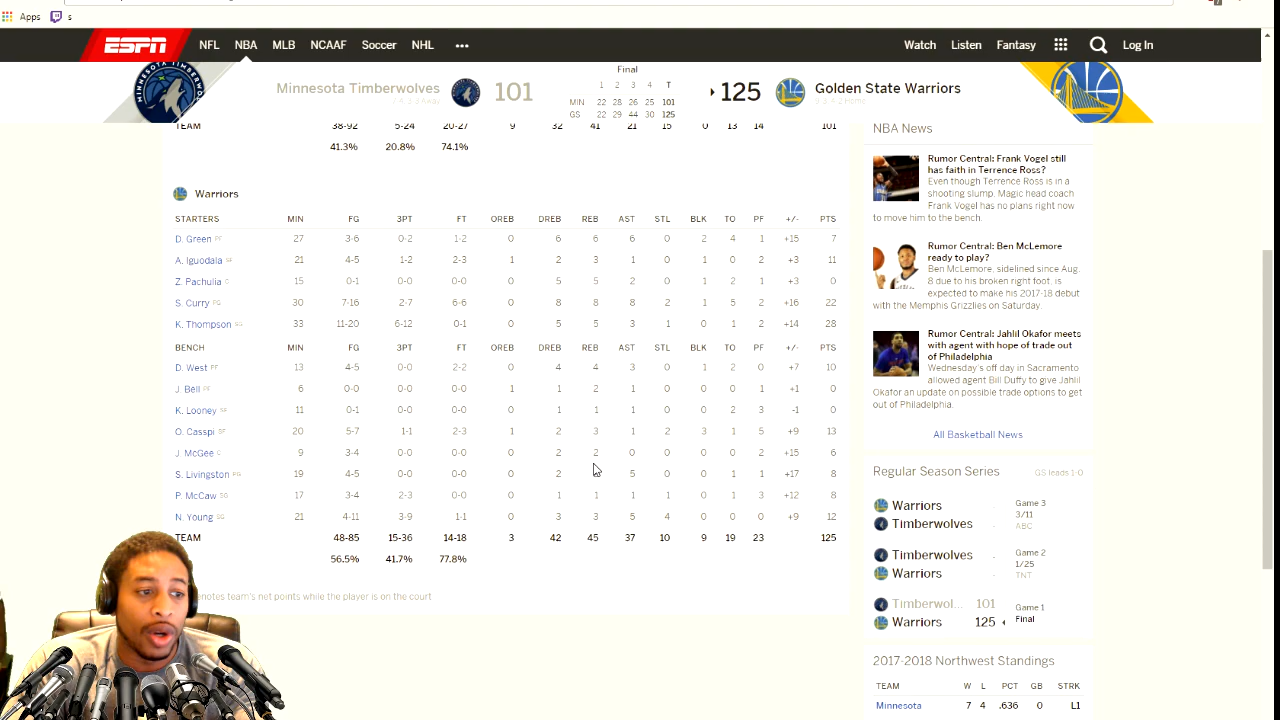 Apps s
ESPN NFL NBA MLB NCAAF Soccer NHL ••• Watch Listen Fantasy Log In
Final
Minnesota Timberwolves 101 125 Golden State Warriors
1 2 3 4 T
MIN 22 28 26 25 101
GS 22 29 44 30 125
TEAM 38-92 5-24 20-27 9 32 41 21 15 0 13 14 101
41.3% 20.8% 74.1%
Warriors
STARTERS MIN FG 3PT FT OREB DREB REB AST STL BLK TO PF +/- PTS
D. Green PF 27 3-6 0-2 1-2 0 6 6 6 0 2 4 1 +15 7
A. Iguodala SF 21 4-5 1-2 2-3 1 2 3 1 0 1 0 2 +3 11
Z. Pachulia C 15 0-1 0-0 0-0 0 5 5 2 0 1 2 1 +3 0
S. Curry PG 30 7-16 2-7 6-6 0 8 8 8 2 1 5 2 +16 22
K. Thompson SG 33 11-20 6-12 0-1 0 5 5 3 1 0 1 2 +14 28
BENCH MIN FG 3PT FT OREB DREB REB AST STL BLK TO PF +/- PTS
D. West PF 13 4-5 0-0 2-2 0 4 4 3 0 1 2 0 +7 10
J. Bell PF 6 0-0 0-0 0-0 1 1 2 1 0 0 0 1 +1 0
K. Looney SF 11 0-1 0-0 0-0 0 1 1 1 0 0 2 3 -1 0
O. Casspi SF 20 5-7 1-1 2-3 1 2 3 1 2 3 1 5 +9 13
J. McGee C 9 3-4 0-0 0-0 0 2 2 0 0 0 1 2 +15 6
S. Livingston PG 19 4-5 0-0 0-0 0 2 5 0 0 1 1 +17 8
P. McCaw SG 17 3-4 2-3 0-0 0 1 1 1 1 0 1 3 +12 8
N. Young SG 21 4-11 3-9 1-1 0 3 3 5 4 0 0 0 +9 12
TEAM 48-85 15-36 14-18 3 42 45 37 10 9 19 23 125
56.5% 41.7% 77.8%
enotes team's net points while the player is on the court
NBA News
Rumor Central: Frank Vogel still
has faith in Terrence Ross?
Even though Terrence Ross is in a
shooting slump, Magic head coach
Frank Vogel has no plans right now
to move him to the bench.
Rumor Central: Ben McLemore
ready to play?
Ben McLemore, sidelined since Aug.
8 due to his broken right foot, is
expected to make his 2017-18 debut
with the Memphis Grizzlies on Saturday.
Rumor Central: Jahlil Okafor meets
with agent with hope of trade out
of Philadelphia
Wednesday's off day in Sacramento
allowed agent Bill Duffy to give Jahlil
Okafor an update on possible trade options to get
out of Philadelphia.
All Basketball News
Regular Season Series GS leads 1-0
Warriors - Game 3
3/11
Timberwolves - ABC
Timberwolves - Game 2
1/25
Warriors - TNT
Timberwol... 101 Game 1
Warriors 125 Final
2017-2018 Northwest Standings
TEAM W L PCT GB STRK
Minnesota 7 4 .636 0 L1